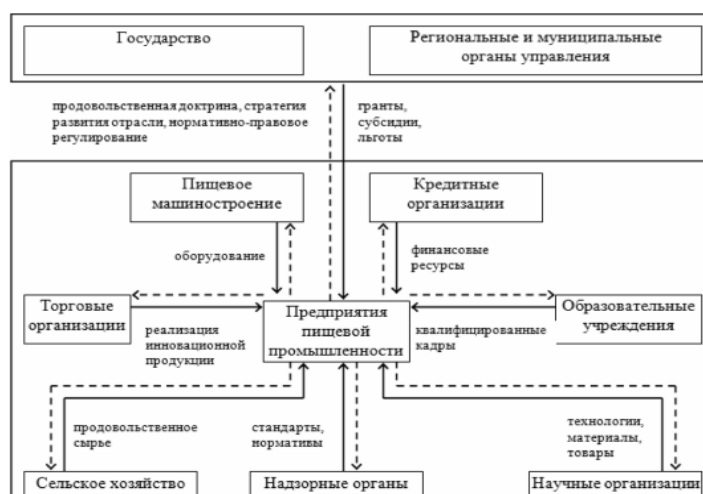 Государство
Региональные и муниципальные
органы управления
продовольственная доктрина, стратегия
развития отрасли, нормативно-правовое
регулирование
гранты,
субсидии,
льготы
Пищевое
машиностроение
Кредитные
организации
оборудование
финансовые
ресурсы
Торговые
организации
Предприятия
пищевой
промышленности
Образовательные
учреждения
реализация
инновационной
продукции
квалифицированные
кадры
продовольственное
сырье
стандарты,
нормативы
технологии,
материалы,
товары
Сельское хозяйство
Надзорные органы
Научные организации